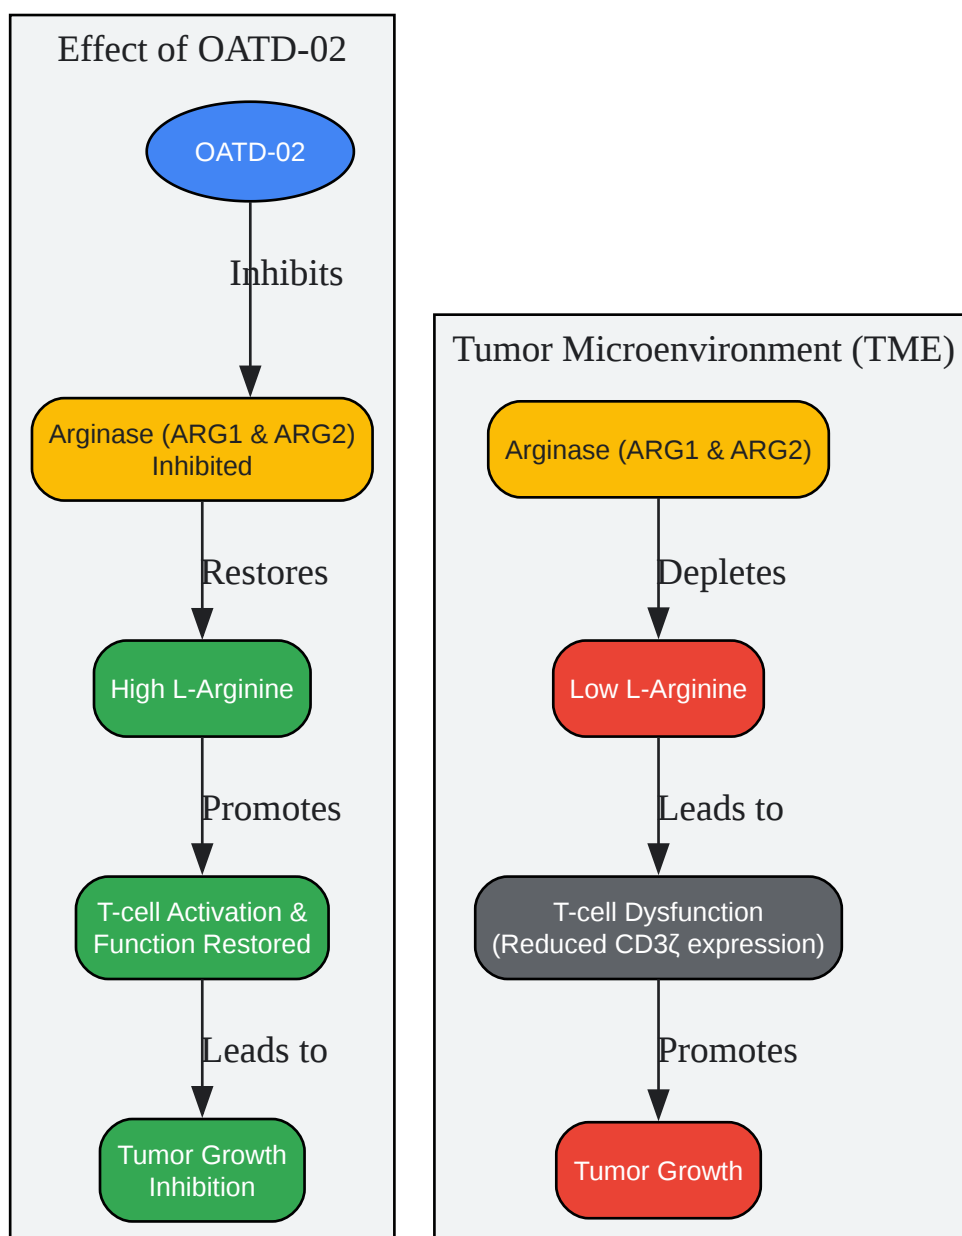 Effect of OATD-02
OATD-02
Inhibits
Arginase (ARG1 & ARG2)
Inhibited
Restores
High L-Arginine
Promotes
T-cell Activation &
Function Restored
Leads to
Tumor Growth
Inhibition
Tumor Microenvironment (TME)
Arginase (ARG1 & ARG2)
Depletes
Low L-Arginine
Leads to
T-cell Dysfunction
(Reduced CD3ζ expression)
Promotes
Tumor Growth